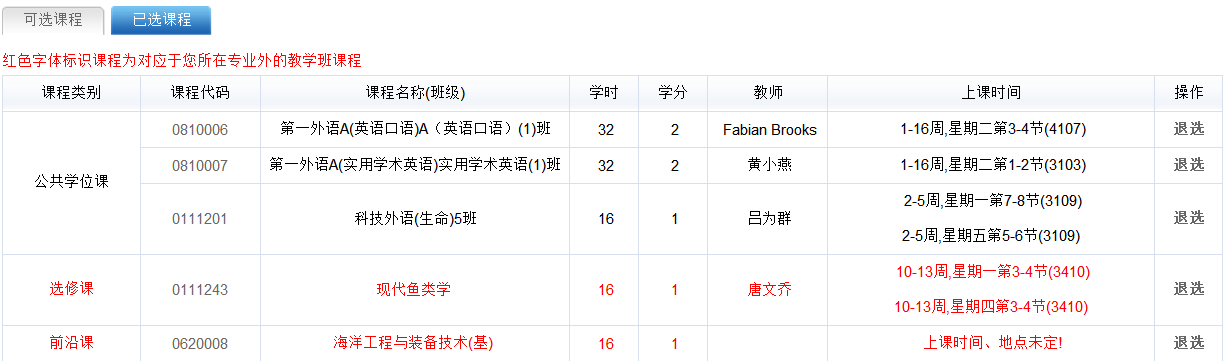 可选课程 已选课程
红色字体标识课程为对应于您所在专业外的教学班课程
课程类别 课程代码 课程名称(班级) 学时 学分 教师 上课时间 操作
公共学位课
0810006 第一外语A(英语口语)A（英语口语）(1)班 32 2 Fabian Brooks 1-16周,星期二第3-4节(4107) 退选
0810007 第一外语A(实用学术英语)实用学术英语(1)班 32 2 黄小燕 1-16周,星期二第1-2节(3103) 退选
0111201 科技外语(生命)5班 16 1 吕为群 2-5周,星期一第7-8节(3109)
2-5周,星期五第5-6节(3109) 退选
选修课 0111243 现代鱼类学 16 1 唐文乔 10-13周,星期一第3-4节(3410)
10-13周,星期四第3-4节(3410) 退选
前沿课 0620008 海洋工程与装备技术(基) 16 1 上课时间、地点未定! 退选